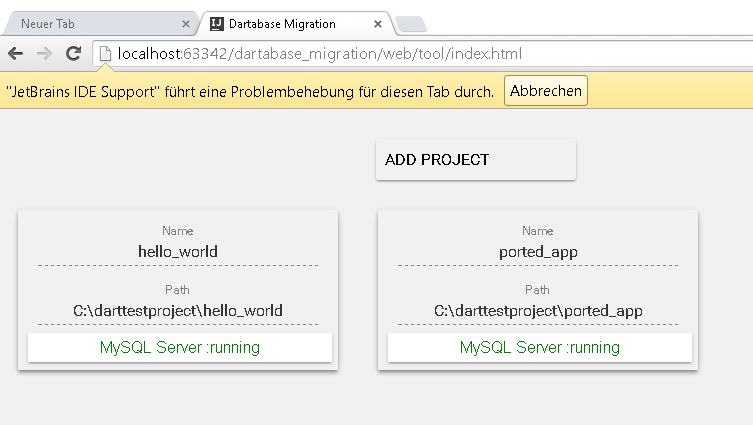 Neuer Tab
Dartabase Migration
localhost:63342/dartabase_migration/web/tool/index.html
"JetBrains IDE Support" führt eine Problembehebung für diesen Tab durch. Abbrechen
ADD PROJECT
Name
hello_world
Path
C:\darttestproject\hello_world
MySQL Server :running
Name
ported_app
Path
C:\darttestproject\ported_app
MySQL Server :running